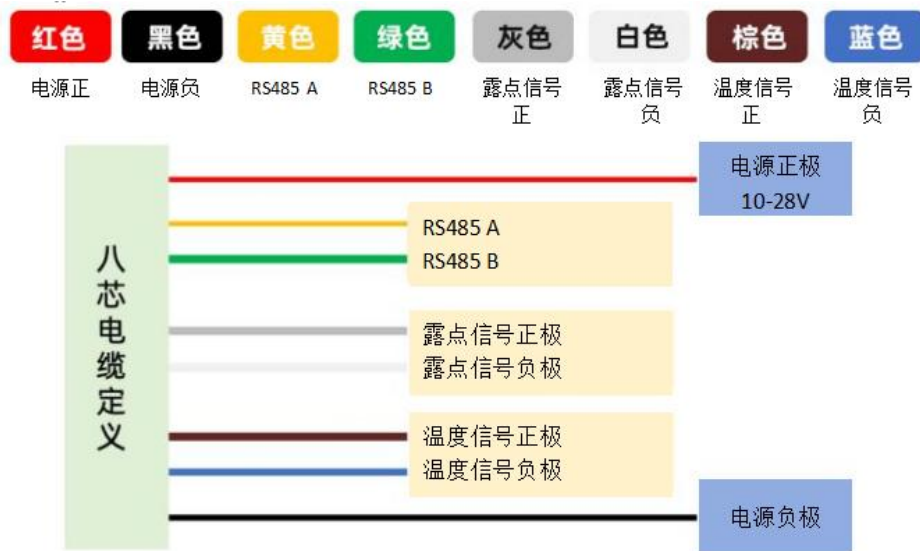 红色 黑色 黄色 绿色 灰色 白色 棕色 蓝色
电源正 电源负 RS485 A RS485 B 露点信号正 露点信号负 温度信号正 温度信号负
八芯电缆定义
电源正极
10-28V
RS485 A
RS485 B
露点信号正极
露点信号负极
温度信号正极
温度信号负极
电源负极